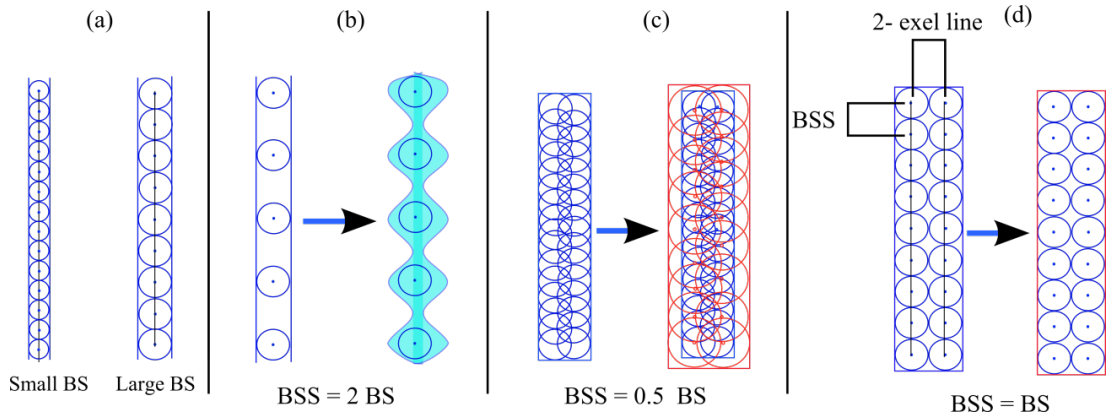 (a)
(b)
(c)
(d)
2- exel line
BSS
Small BS
Large BS
BSS = 2 BS
BSS = 0.5 BS
BSS = BS